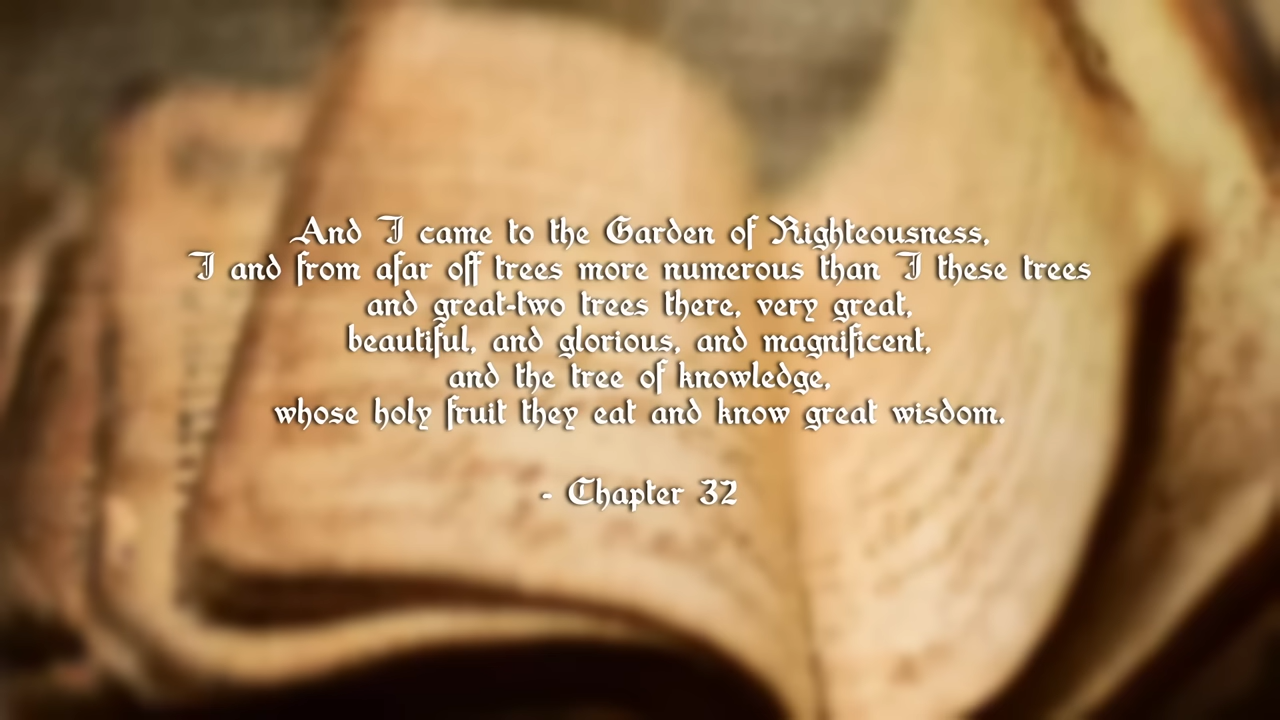 And I came to the Garden of Righteousness,
I and from afar off trees more numerous than I these trees
and great-two trees there, very great,
beautiful, and glorious, and magnificent,
and the tree of knowledge,
whose holy fruit they eat and know great wisdom.
- Chapter 32